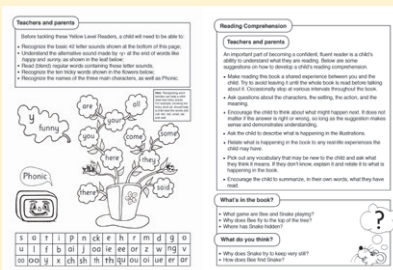 Teachers and parents
Before tackling these Yellow Level Readers, a child will need to be able to:
• Recognize the basic 42 letter sounds shown at the bottom of this page;
• Understand the alternative sound made by ‹y› at the end of words like
happy and sunny, as shown in the leaf below;
• Read (blend) regular words containing these letter sounds;
• Recognize the ten tricky words shown in the flowers below;
• Recognize the names of the three main characters, as well as Phonic.
y
funny
are
all
your
you
come
some
here
they
there
said
Phonic
s a t i p n ck e h r m d g o
u l f b ai j oa ie ee or z w ng v
oo oo y x ch sh th th qu ou oi ue er ar
Reading Comprehension
Teachers and parents
An important part of becoming a confident, fluent reader is a child's
ability to understand what they are reading. Below are some
suggestions on how to develop a child's reading comprehension.
• Make reading this book a shared experience between you and the
child. Try to avoid leaving it until the whole book is read before talking
about it. Occasionally stop at various intervals throughout the book.
• Ask questions about the characters, the setting, the action, and the
meaning.
• Encourage the child to think about what might happen next. It does not
matter if the answer is right or wrong, so long as the suggestion makes
sense and demonstrates understanding.
• Ask the child to describe what is happening in the illustrations.
• Relate what is happening in the book to any real-life experiences the
child may have.
• Pick out any vocabulary that may be new to the child and ask what
they think it means. If they don't know, explain it and relate it to what is
happening in the book.
• Encourage the child to summarize, in their own words, what they have
read.
What's in the book?
• What game are Bee and Snake playing?
• Why does Bee fly to the top of the tree?
• Where has Snake hidden?
What do you think?
• Why does Snake try to keep very still?
• How does Bee find Snake?
?